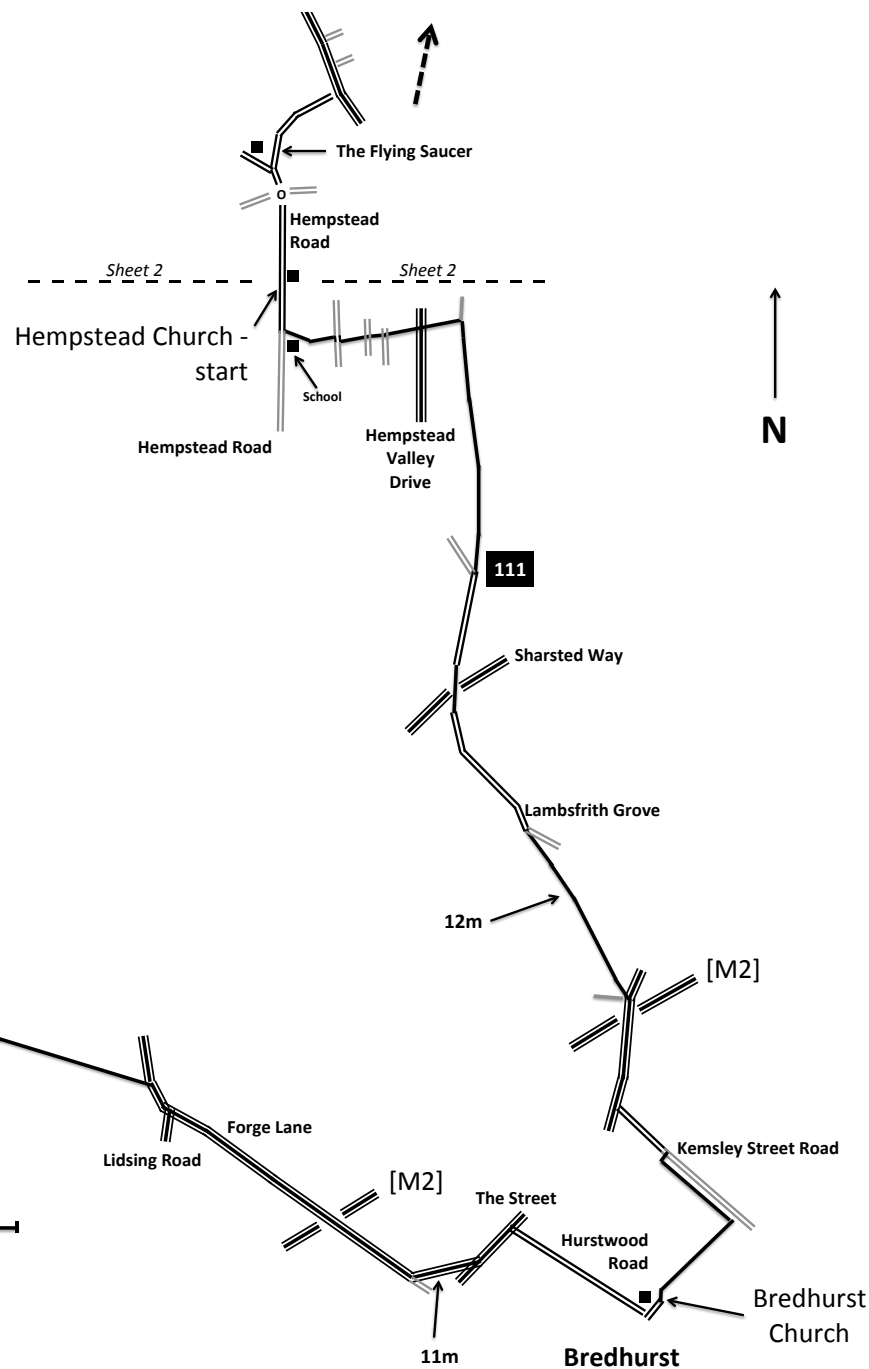 The Flying Saucer
o
Hempstead
Road
Sheet 2
Sheet 2
Hempstead Church -
start
School
Hempstead Road
Hempstead
Valley
Drive
N
111
Sharsted Way
Lambsfrith Grove
12m
[M2]
Forge Lane
Lidsing Road
Kemsley Street Road
[M2]
The Street
Hurstwood
Road
Bredhurst
Church
11m
Bredhurst